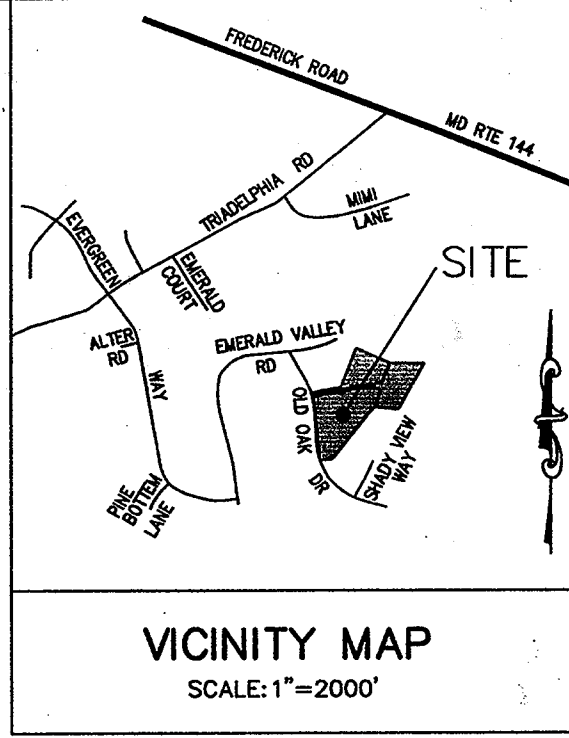 FREDERICK ROAD
MD RTE 144
TRIADELPHIA RD
MIMI
LANE
EVERGREEN
WAY
EMERALD
COURT
SITE
ALTER
RD
EMERALD VALLEY
RD
OLD OAK
DR
SHADY VIEW
WAY
PINE
BOTTEM
LANE
VICINITY MAP
SCALE: 1"=2000'